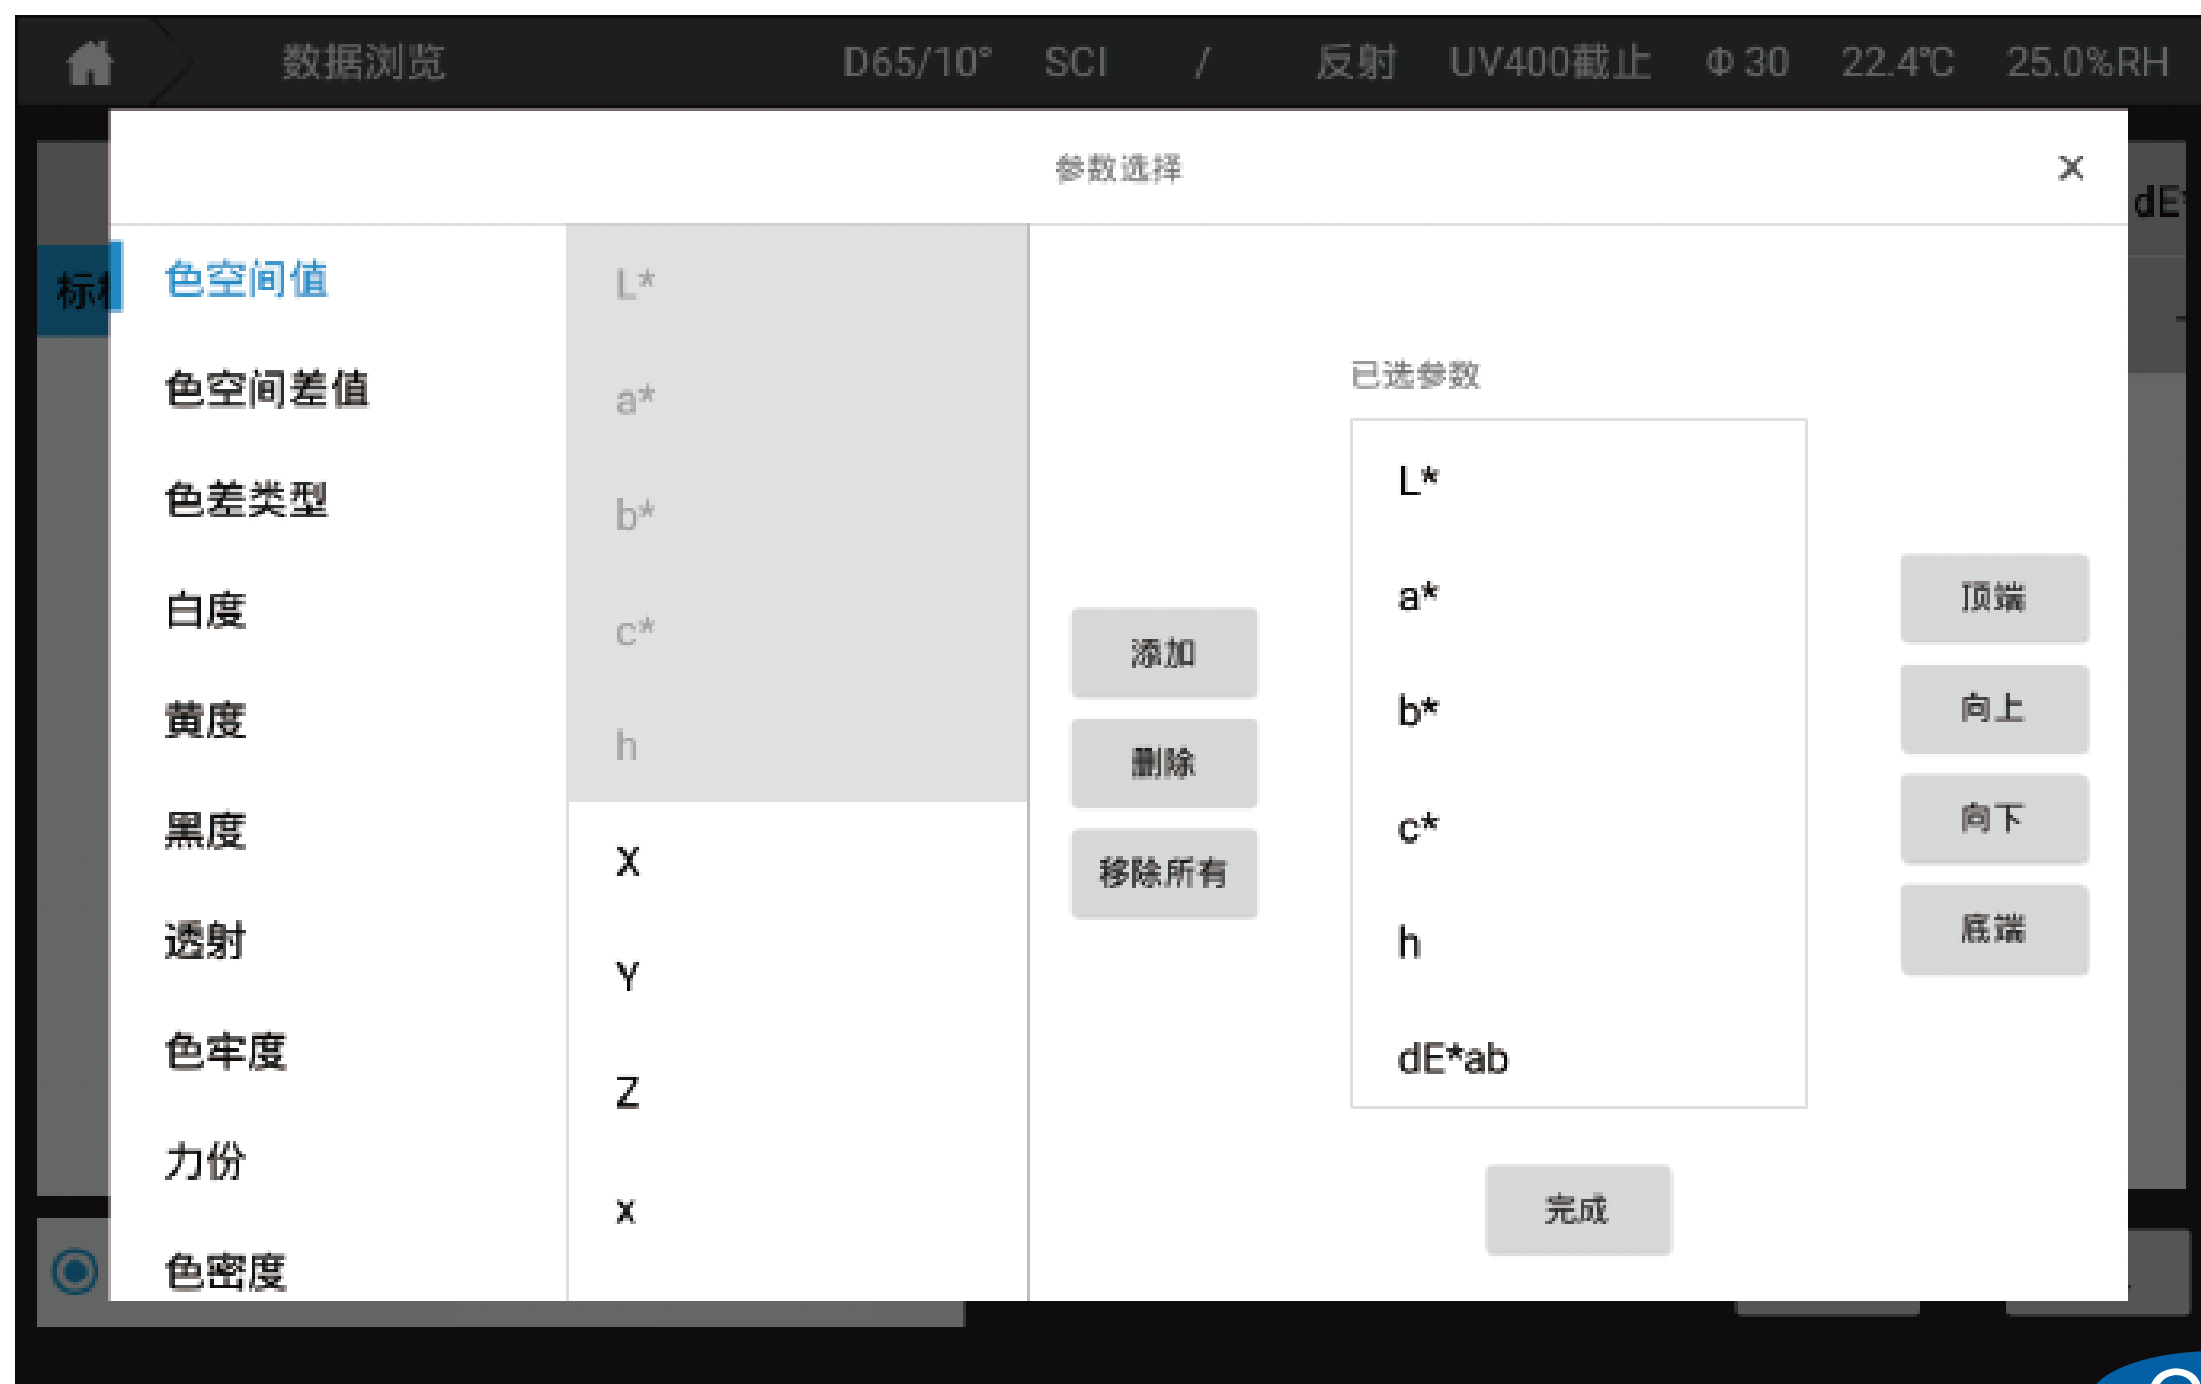 数据浏览 D65/10° SCI / 反射 UV400截止 Φ30 22.4℃ 25.0%RH
参数选择 X
色空间值
色空间差值
色差类型
白度
黄度
黑度
透射
色牢度
力份
色密度
L*
a*
b*
c*
h
X
Y
Z
x
添加
删除
移除所有
已选参数
L*
a*
b*
c*
h
dE*ab
完成
顶端
向上
向下
底端